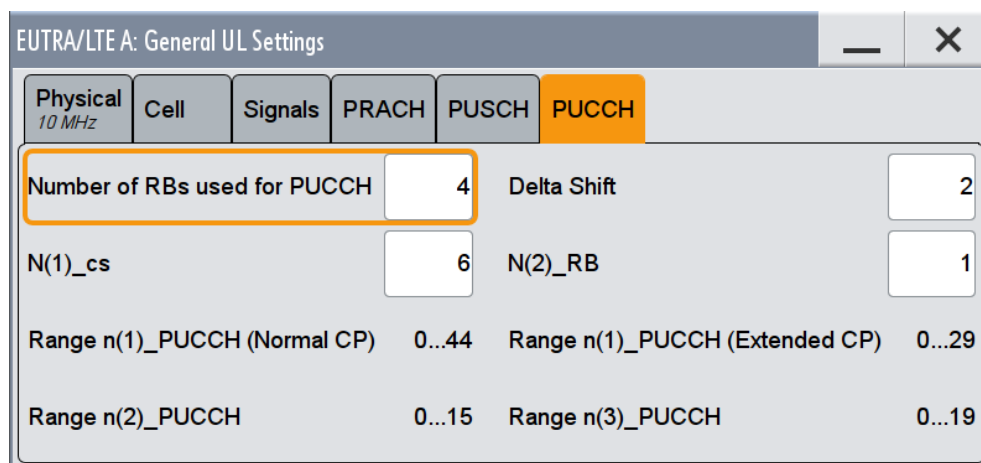 EUTRA/LTE A: General UL Settings
Physical 10 MHz
Cell
Signals
PRACH
PUSCH
PUCCH
Number of RBs used for PUCCH 4 Delta Shift 2
N(1)_cs 6 N(2)_RB 1
Range n(1)_PUCCH (Normal CP) 0...44 Range n(1)_PUCCH (Extended CP) 0...29
Range n(2)_PUCCH 0...15 Range n(3)_PUCCH 0...19